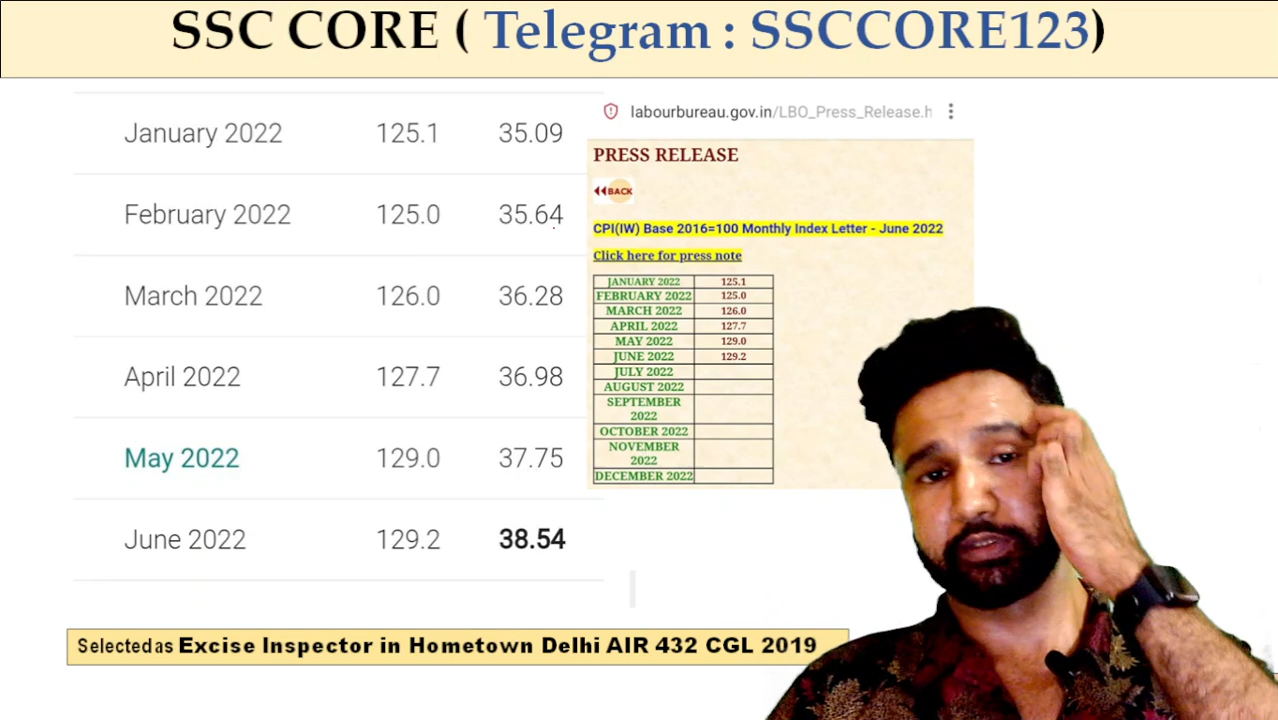 SSC CORE ( Telegram : SSCCORE123)
January 2022 125.1 35.09
February 2022 125.0 35.64
March 2022 126.0 36.28
April 2022 127.7 36.98
May 2022 129.0 37.75
June 2022 129.2 38.54
labourbureau.gov.in/LBO_Press_Release.h
PRESS RELEASE
BACK
CPI(IW) Base 2016=100 Monthly Index Letter - June 2022
Click here for press note
JANUARY 2022 125.1
FEBRUARY 2022 125.0
MARCH 2022 126.0
APRIL 2022 127.7
MAY 2022 129.0
JUNE 2022 129.2
JULY 2022
AUGUST 2022
SEPTEMBER
2022
OCTOBER 2022
NOVEMBER
2022
DECEMBER 2022
Selected as Excise Inspector in Hometown Delhi AIR 432 CGL 2019